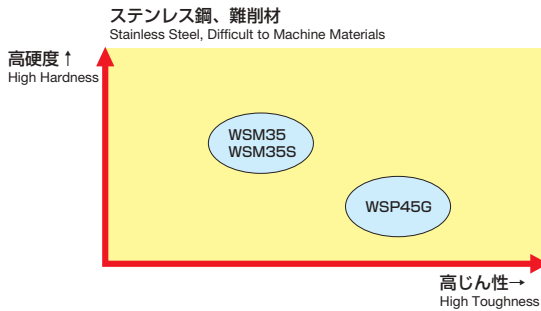 ステンレス鋼、難削材
Stainless Steel, Difficult to Machine Materials
高硬度↑
High Hardness
WSM35
WSM35S
WSP45G
高じん性→
High Toughness